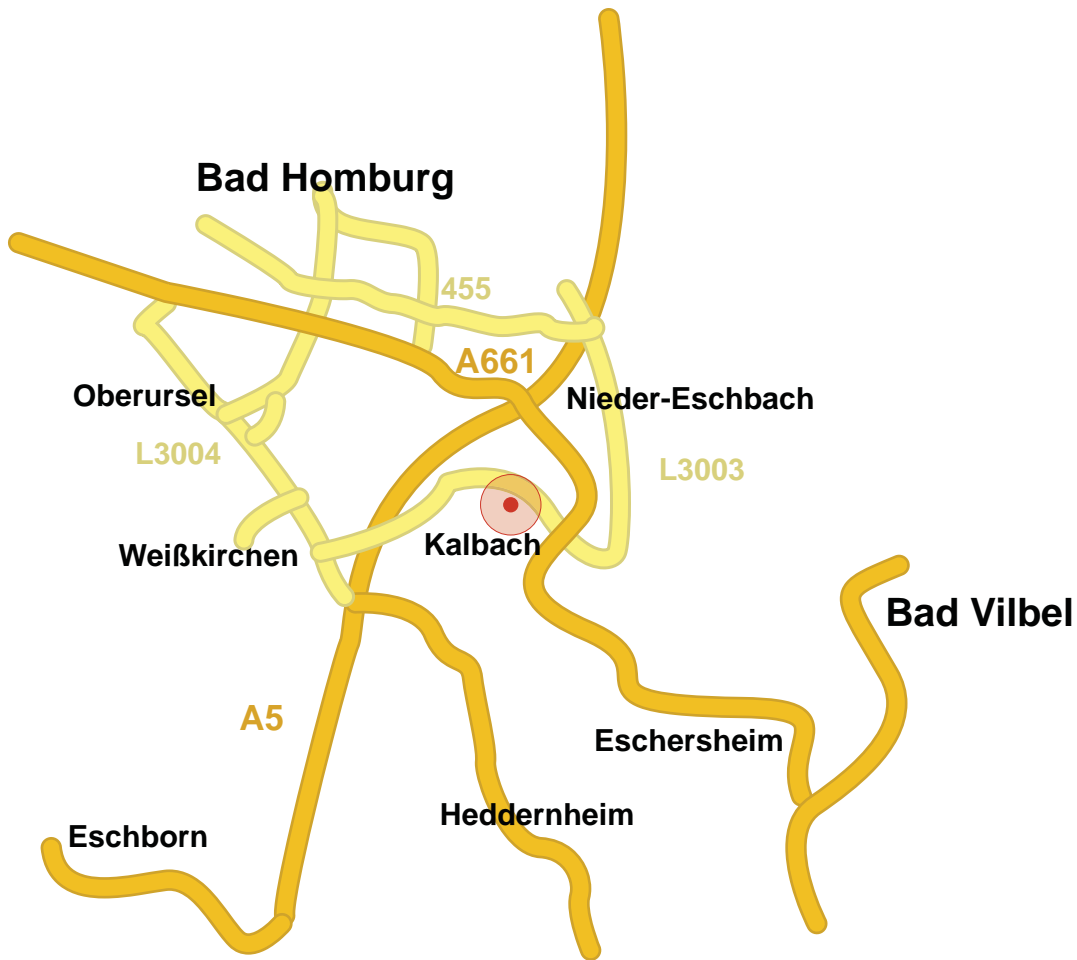 Bad Homburg
455
A661
Oberursel
Nieder-Eschbach
L3004
L3003
Kalbach
Weißkirchen
Bad Vilbel
A5
Eschersheim
Heddernheim
Eschborn